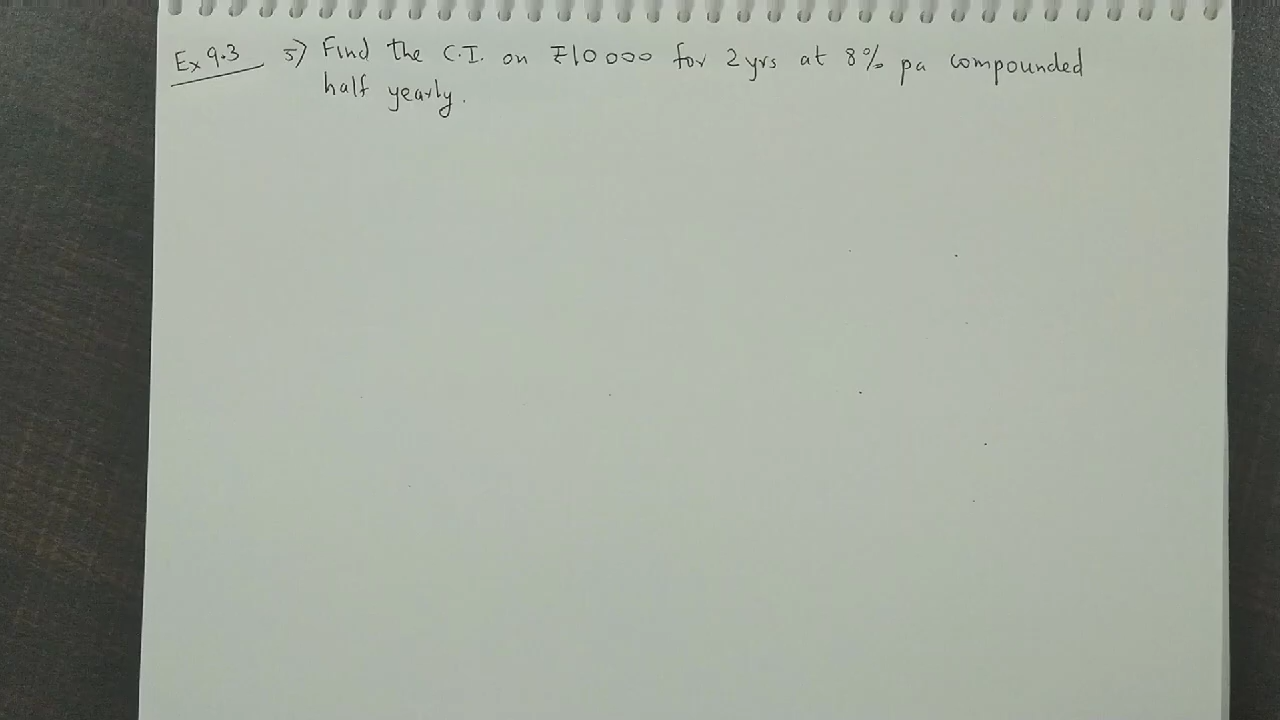 Ex 9.3 5) Find the C.I. on ₹10000 for 2yrs at 8% pa compounded
half yearly.